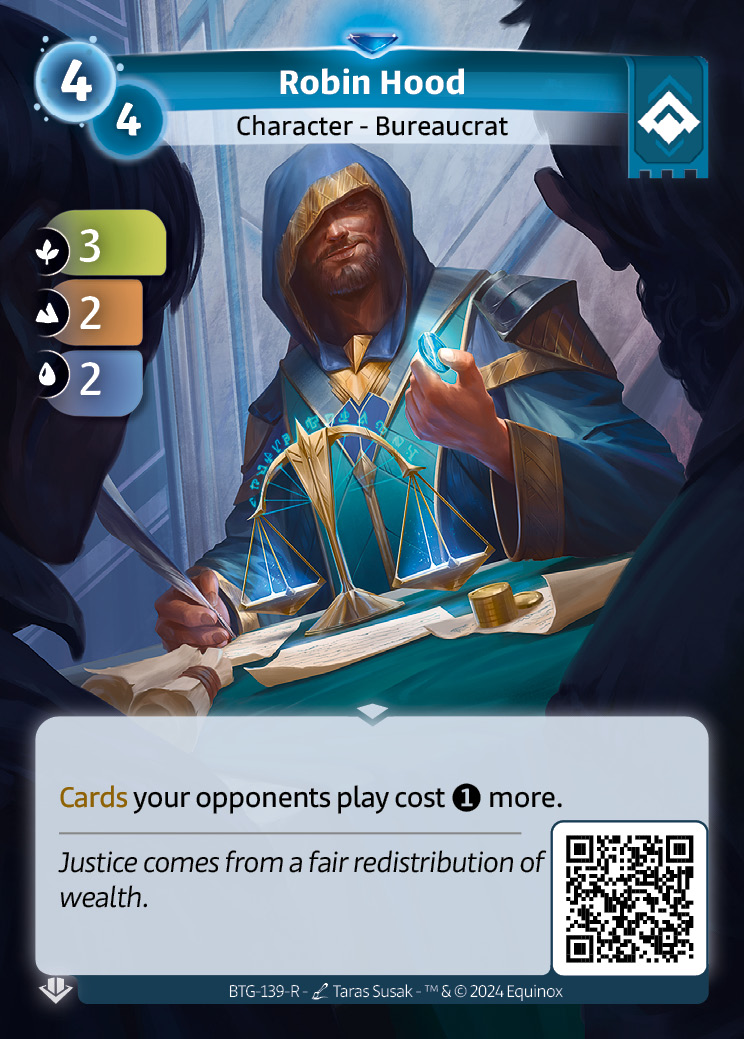 4
Robin Hood
4
Character - Bureaucrat
3
2
2
Cards your opponents play cost 1 more.
Justice comes from a fair redistribution of
wealth.
BTG-139-R - Taras Susak - ™ & © 2024 Equinox